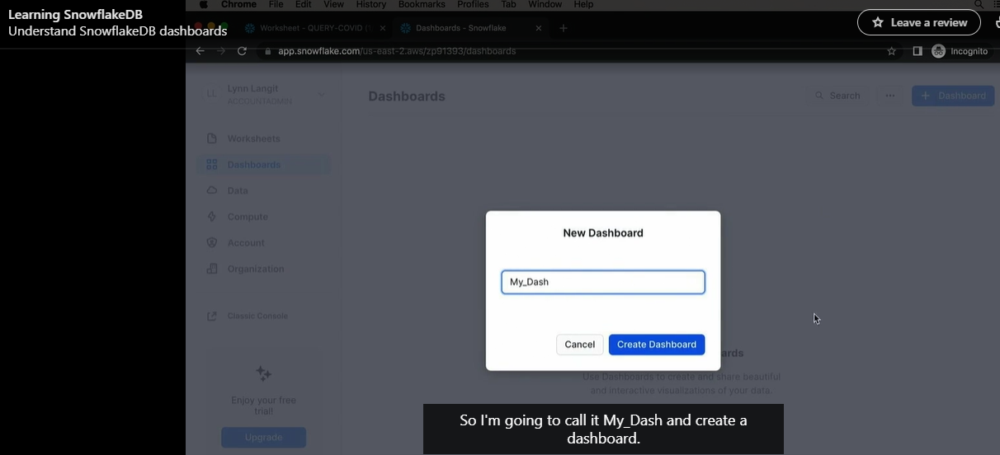 Learning SnowflakeDB
Understand SnowflakeDB dashboards
Leave a review
Chrome File Edit View History Bookmarks Profiles Tab Window Help
Worksheet - QUERY-COVID
Dashboards - Snowflake
app.snowflake.com/us-east-2.aws/zp91393/dashboards
Incognito
LL
Lynn Langit
ACCOUNTADMIN
Dashboards
Search
+ Dashboard
Worksheets
Dashboards
Data
Compute
Account
Organization
Classic Console
New Dashboard
My_Dash
Cancel
Create Dashboard
Use Dashboards to create and share beautiful
and interactive visualizations of your data.
Enjoy your free
trial!
Upgrade
So I'm going to call it My_Dash and create a
dashboard.